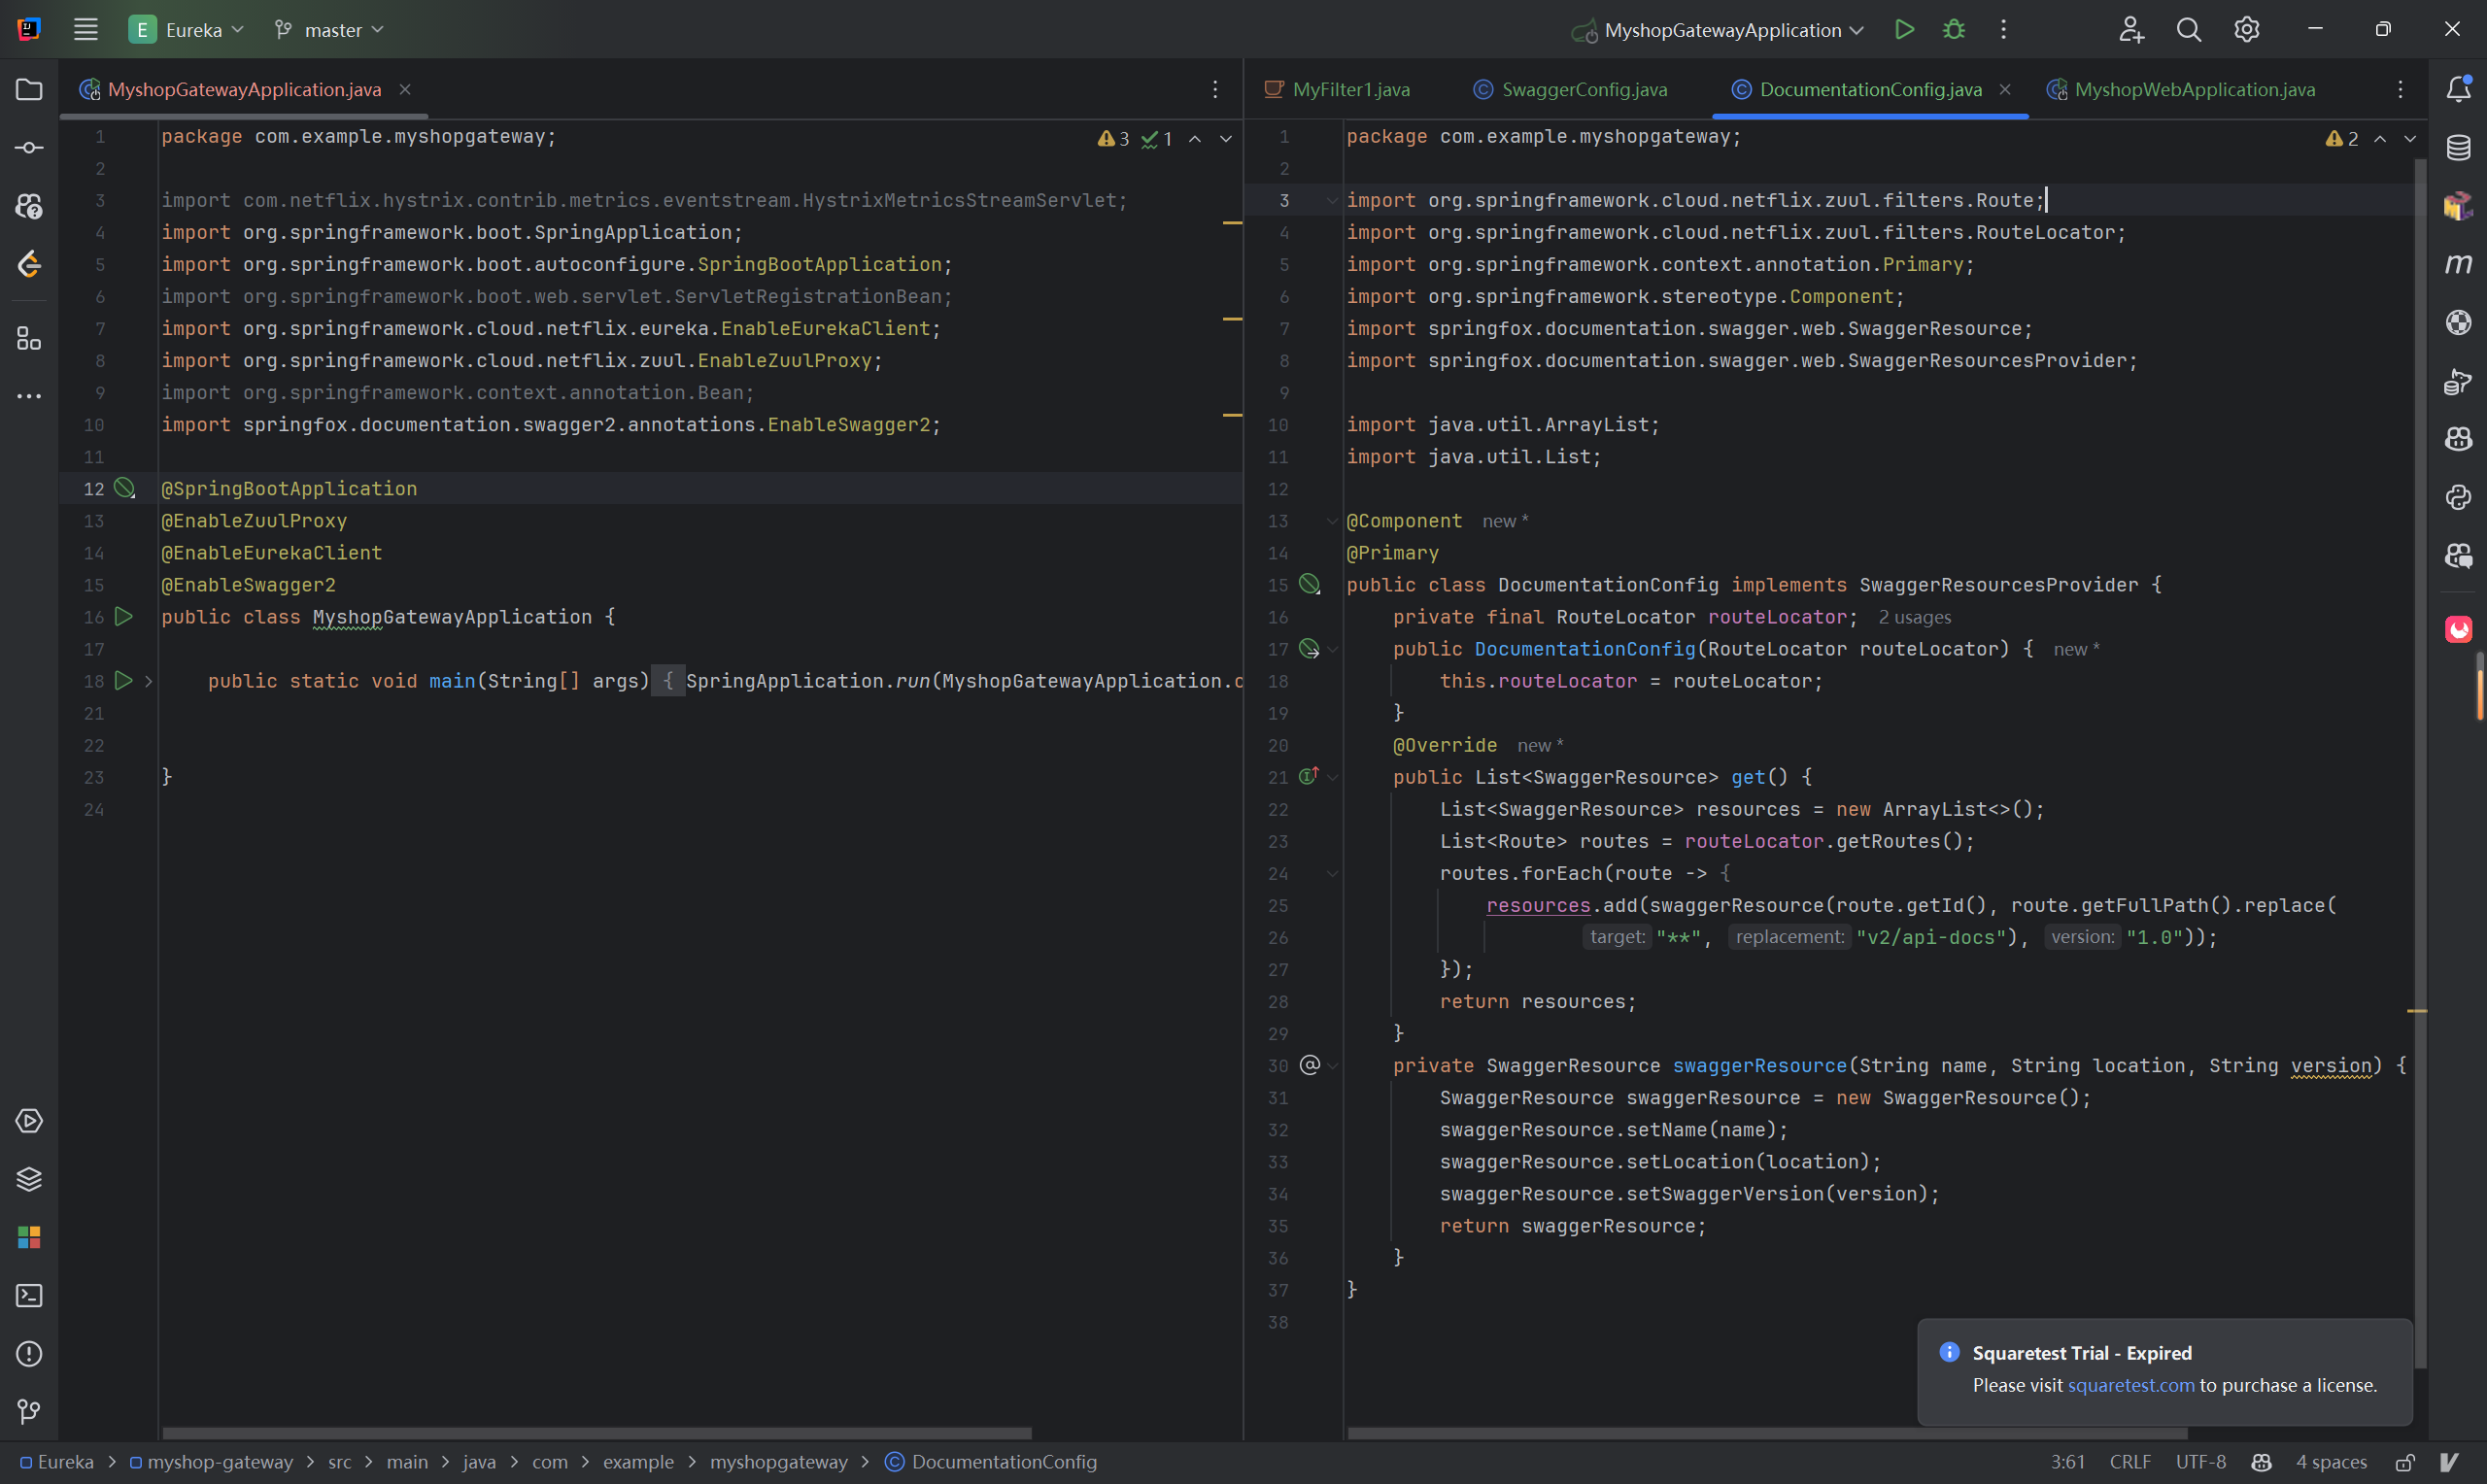 E Eureka master MyshopGatewayApplication
MyshopGatewayApplication.java
3 1
1 package com.example.myshopgateway;
2
3 import com.netflix.hystrix.contrib.metrics.eventstream.HystrixMetricsStreamServlet;
4 import org.springframework.boot.SpringApplication;
5 import org.springframework.boot.autoconfigure.SpringBootApplication;
6 import org.springframework.boot.web.servlet.ServletRegistrationBean;
7 import org.springframework.cloud.netflix.eureka.EnableEurekaClient;
8 import org.springframework.cloud.netflix.zuul.EnableZuulProxy;
9 import org.springframework.context.annotation.Bean;
10 import springfox.documentation.swagger2.annotations.EnableSwagger2;
11
12 @SpringBootApplication
13 @EnableZuulProxy
14 @EnableEurekaClient
15 @EnableSwagger2
16 public class MyshopGatewayApplication {
17
18 public static void main(String[] args) { SpringApplication.run(MyshopGatewayApplication.c
21
22
23 }
24
MyFilter1.java SwaggerConfig.java DocumentationConfig.java MyshopWebApplication.java
2
1 package com.example.myshopgateway;
2
3 import org.springframework.cloud.netflix.zuul.filters.Route;
4 import org.springframework.cloud.netflix.zuul.filters.RouteLocator;
5 import org.springframework.context.annotation.Primary;
6 import org.springframework.stereotype.Component;
7 import springfox.documentation.swagger.web.SwaggerResource;
8 import springfox.documentation.swagger.web.SwaggerResourcesProvider;
9
10 import java.util.ArrayList;
11 import java.util.List;
12
13 @Component new *
14 @Primary
15 public class DocumentationConfig implements SwaggerResourcesProvider {
16 private final RouteLocator routeLocator; 2 usages
17 public DocumentationConfig(RouteLocator routeLocator) { new *
18 this.routeLocator = routeLocator;
19 }
20 @Override new *
21 public List<SwaggerResource> get() {
22 List<SwaggerResource> resources = new ArrayList<>();
23 List<Route> routes = routeLocator.getRoutes();
24 routes.forEach(route -> {
25 resources.add(swaggerResource(route.getId(), route.getFullPath().replace(
26 target: "**", replacement: "v2/api-docs"), version: "1.0"));
27 });
28 return resources;
29 }
30 private SwaggerResource swaggerResource(String name, String location, String version) {
31 SwaggerResource swaggerResource = new SwaggerResource();
32 swaggerResource.setName(name);
33 swaggerResource.setLocation(location);
34 swaggerResource.setSwaggerVersion(version);
35 return swaggerResource;
36 }
37 }
38
Squaretest Trial - Expired
Please visit squaretest.com to purchase a license.
Eureka > myshop-gateway > src > main > java > com > example > myshopgateway > DocumentationConfig 3:61 CRLF UTF-8 4 spaces